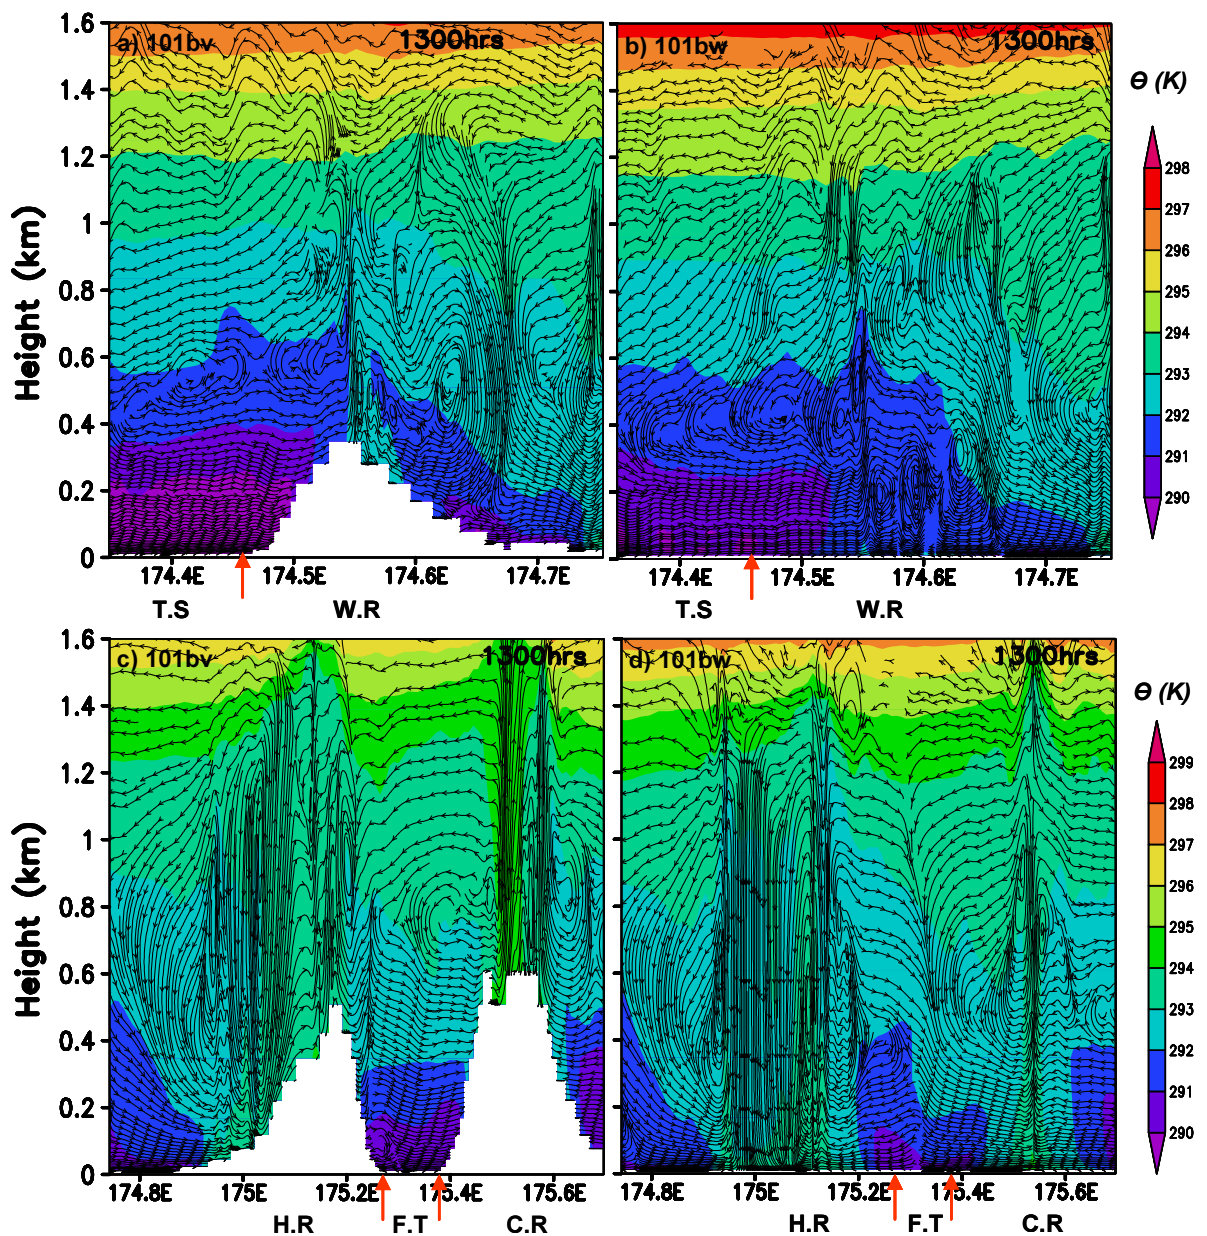 a) 101bv 1300hrs
b) 101bw 1300hrs
Θ (K)
Height (km)
1.6
1.4
1.2
1
0.8
0.6
0.4
0.2
0
298
297
296
295
294
293
292
291
290
174.4E 174.5E 174.6E 174.7E
174.4E 174.5E 174.6E 174.7E
T.S W.R
T.S W.R
c) 101bv 1300hrs
d) 101bw 1300hrs
Θ (K)
Height (km)
1.6
1.4
1.2
1
0.8
0.6
0.4
0.2
0
299
298
297
296
295
294
293
292
291
290
174.8E 175E 175.2E 175.4E 175.6E
174.8E 175E 175.2E 175.4E 175.6E
H.R F.T C.R
H.R F.T C.R